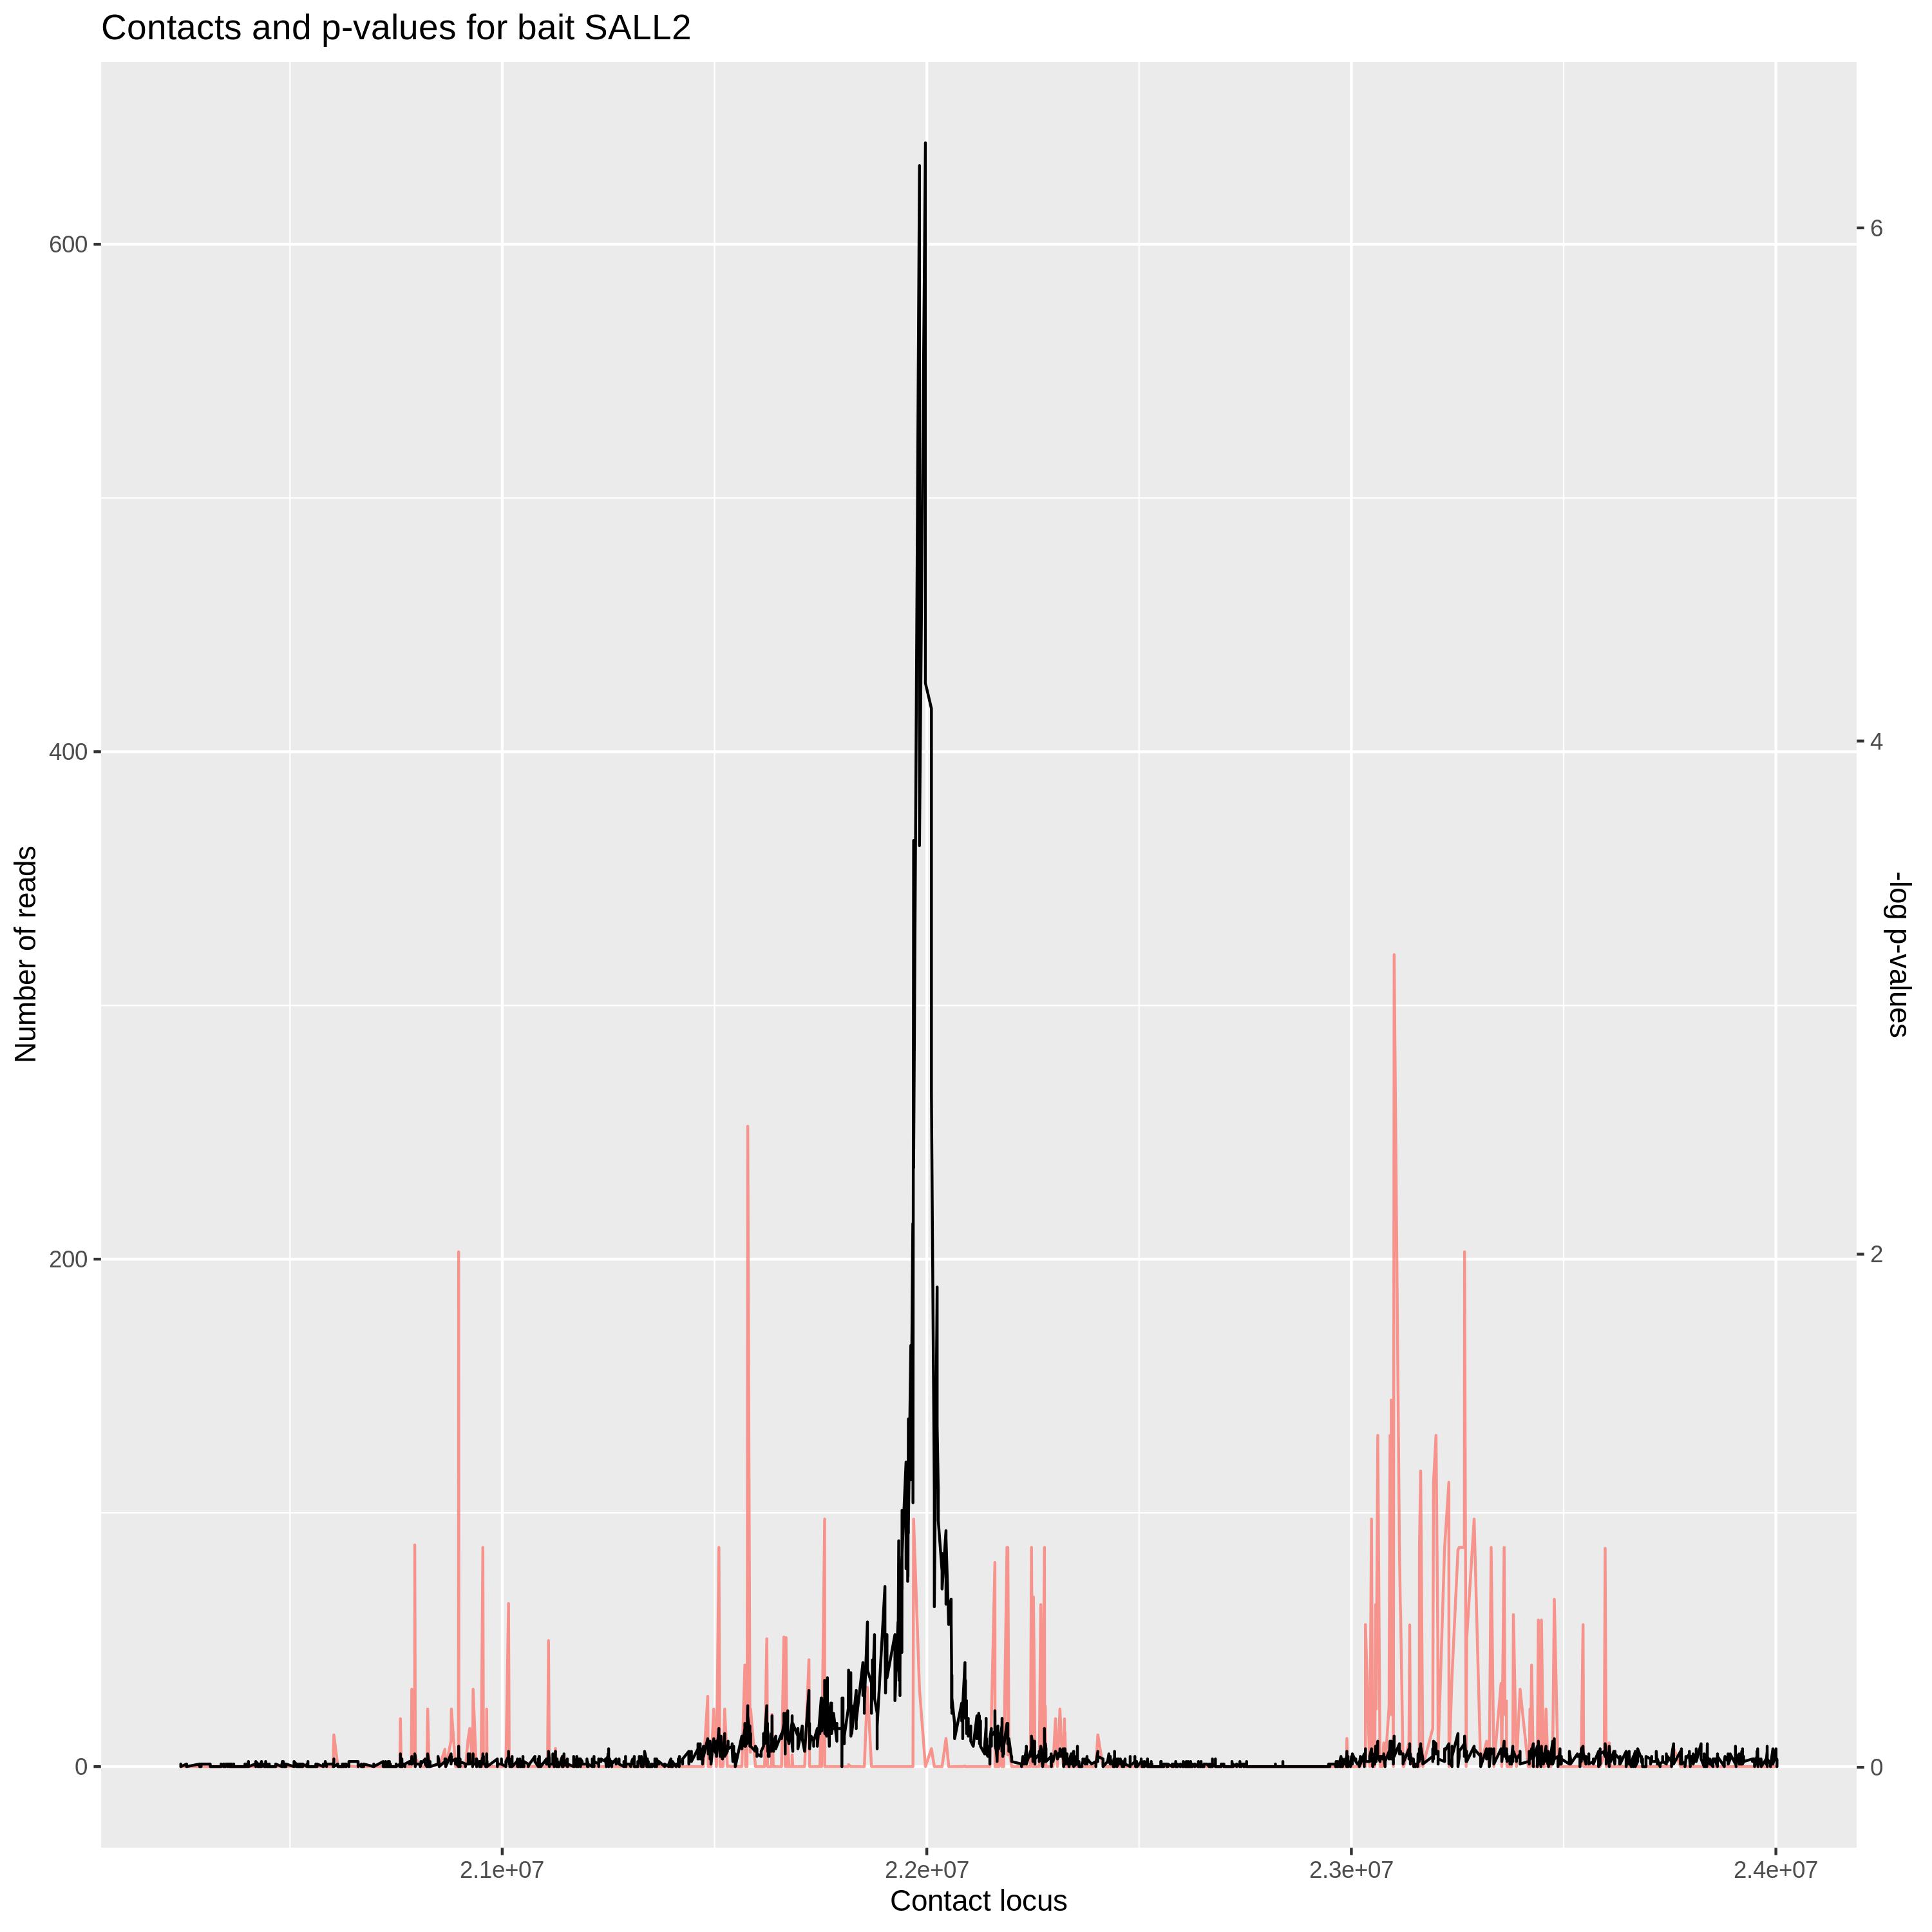 Contacts and p-values for bait SALL2
600
400
200
0
Number of reads
6
4
2
0
-log p-values
2.1e+07
2.2e+07
2.3e+07
2.4e+07
Contact locus